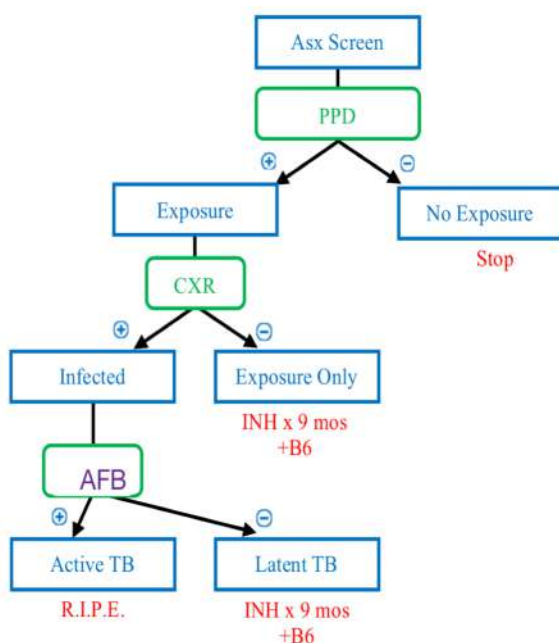 Asx Screen
PPD
⊕
⊖
Exposure
No Exposure
Stop
CXR
⊕
⊖
Infected
Exposure Only
INH x 9 mos
+B6
AFB
⊕
⊖
Active TB
Latent TB
R.I.P.E.
INH x 9 mos
+B6